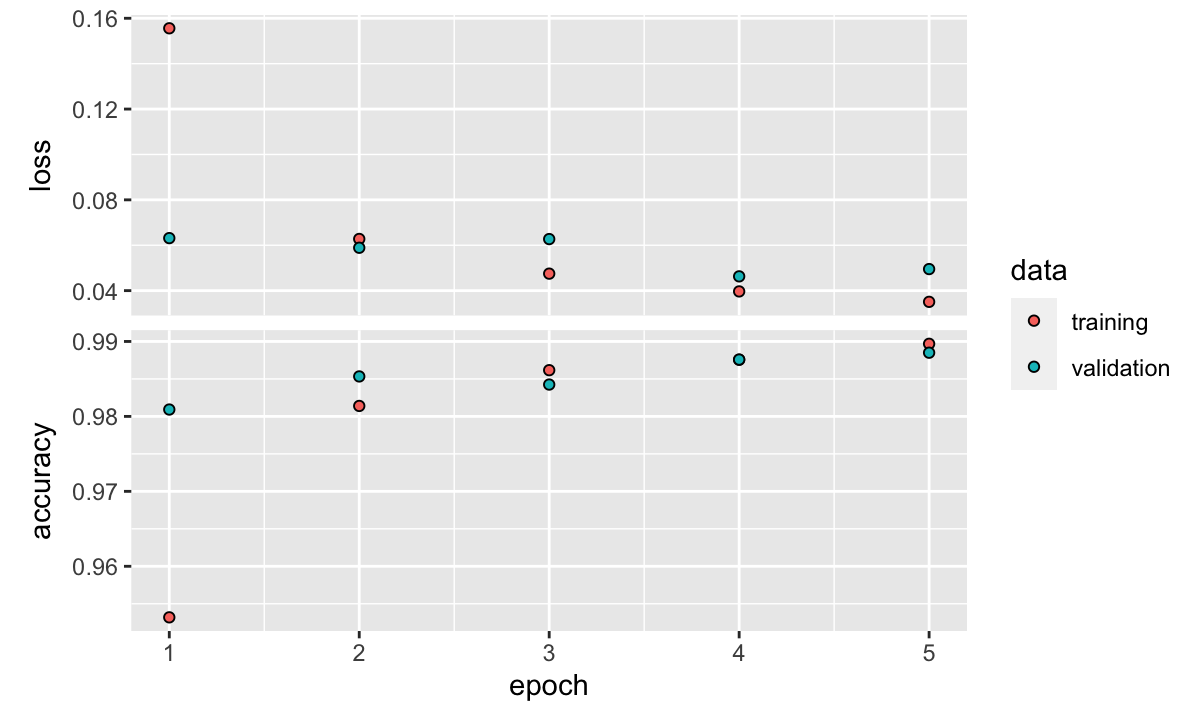 0.16
0.12
0.08
0.04
loss
0.99
0.98
0.97
0.96
accuracy
1 2 3 4 5
epoch
data
training
validation